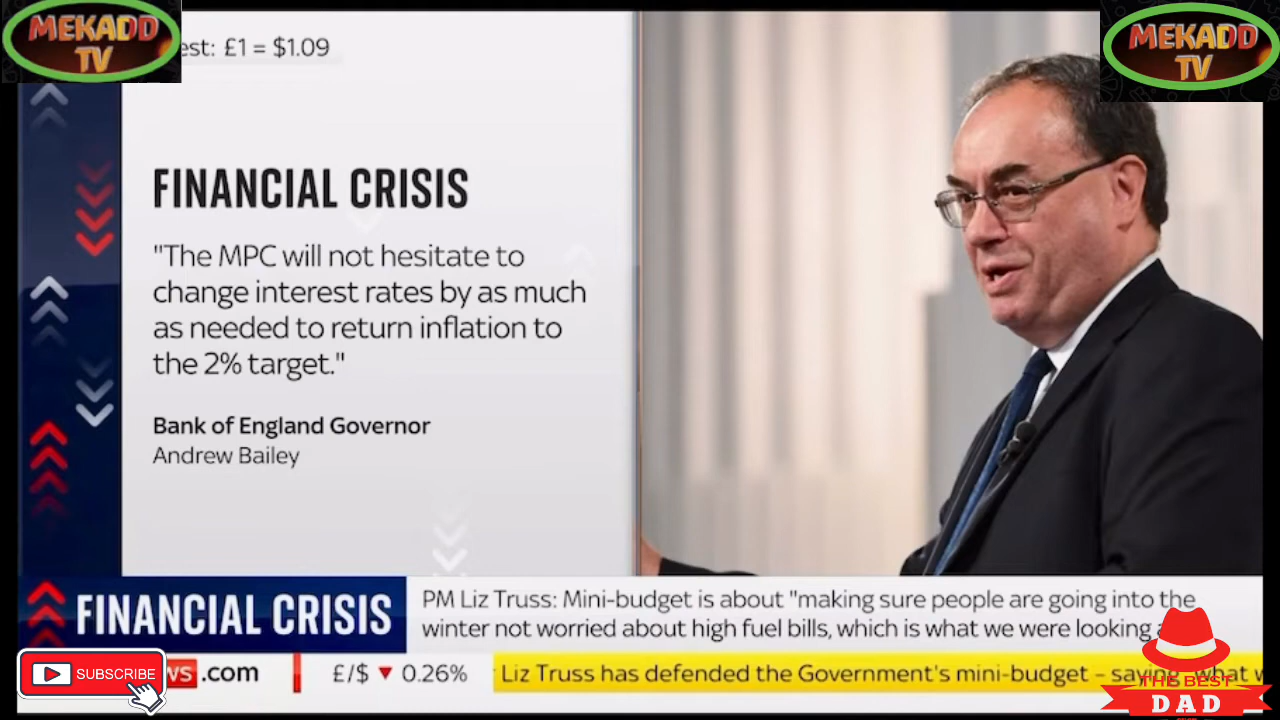 MEKADD
TV
MEKADD
TV
est: £1 = $1.09
FINANCIAL CRISIS
"The MPC will not hesitate to
change interest rates by as much
as needed to return inflation to
the 2% target."
Bank of England Governor
Andrew Bailey
FINANCIAL CRISIS
PM Liz Truss: Mini-budget is about "making sure people are going into the
winter not worried about high fuel bills, which is what we were looking
SUBSCRIBE
ws.com
£/$ ▼ 0.26%
Liz Truss has defended the Government's mini-budget – saying what w
THE BEST
DAD